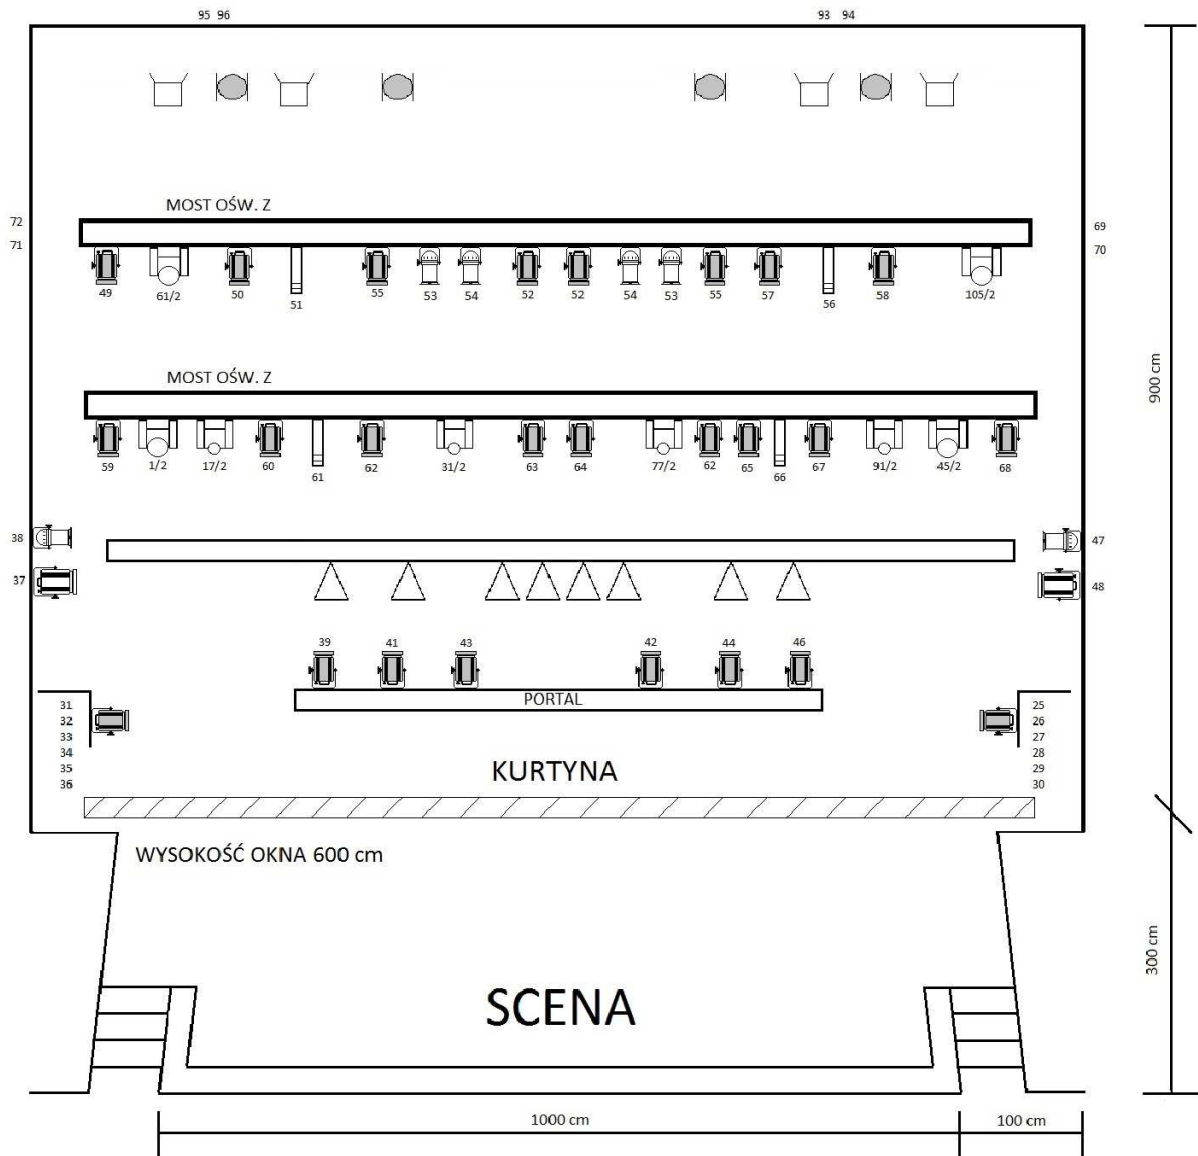 95 96 93 94
MOST OŚW. Z
72 69
71 70
49 61/2 50 51 55 53 54 52 52 54 53 55 57 56 58 105/2
MOST OŚW. Z
900 cm
59 1/2 17/2 60 61 62 31/2 63 64 77/2 62 65 66 67 91/2 45/2 68
38 47
37 48
39 41 43 42 44 46
PORTAL
31 25
32 26
33 27
34 28
35 29
36 30
KURTYNA
WYSOKOŚĆ OKNA 600 cm
300 cm
SCENA
1000 cm 100 cm